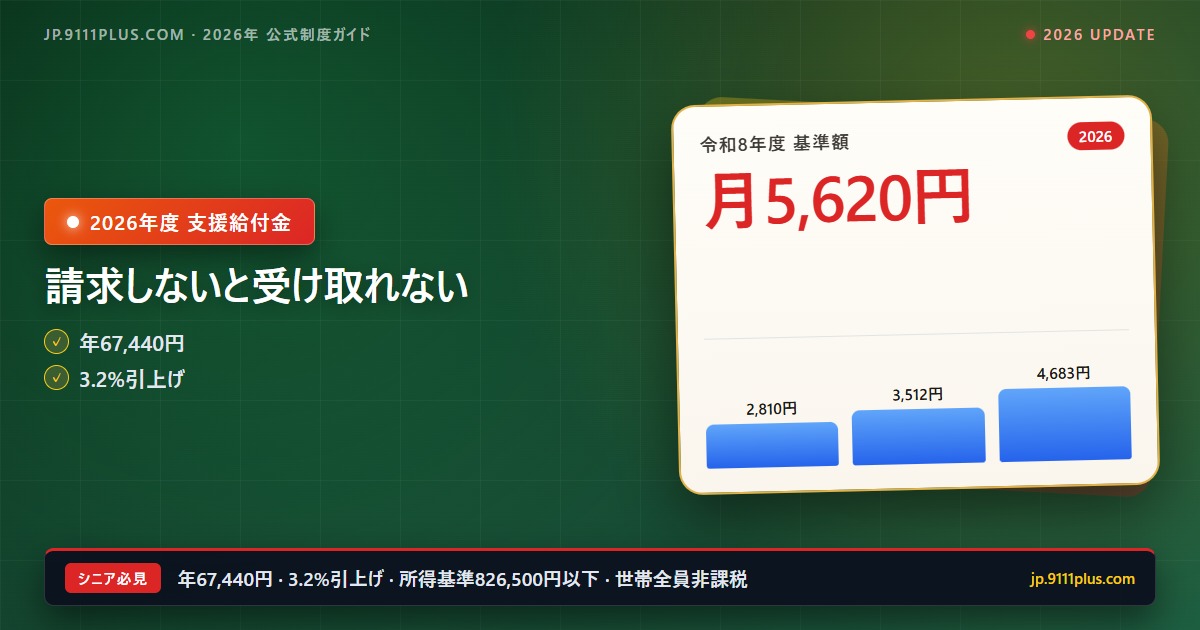 JP.9111PLUS.COM · 2026年 公式制度ガイド
2026 UPDATE
2026年度 支援給付金
請求しないと受け取れない
年67,440円
3.2%引上げ
令和8年度 基準額
2026
月5,620円
2,810円
3,512円
4,683円
シニア必見
年67,440円 · 3.2%引上げ · 所得基準826,500円以下 · 世帯全員非課税
jp.9111plus.com